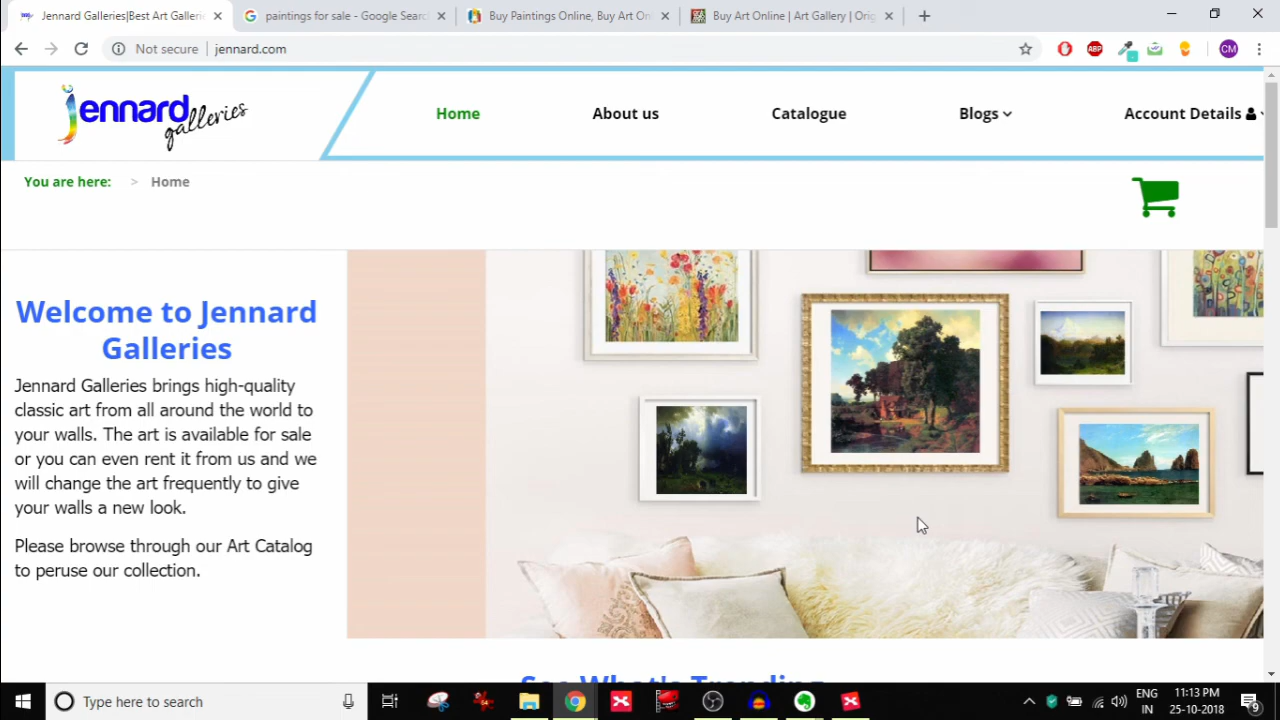 Jennard Galleries|Best Art Galleri
paintings for sale - Google Searc
Buy Paintings Online, Buy Art On
Buy Art Online | Art Gallery | Orig
Not secure
jennard.com
ABP
CM
jennard galleries
Home
About us
Catalogue
Blogs
Account Details
You are here:
> Home
Welcome to Jennard
Galleries
Jennard Galleries brings high-quality
classic art from all around the world to
your walls. The art is available for sale
or you can even rent it from us and we
will change the art frequently to give
your walls a new look.
Please browse through our Art Catalog
to peruse our collection.
See What's Trending
Type here to search
ENG
IN
11:13 PM
25-10-2018
9